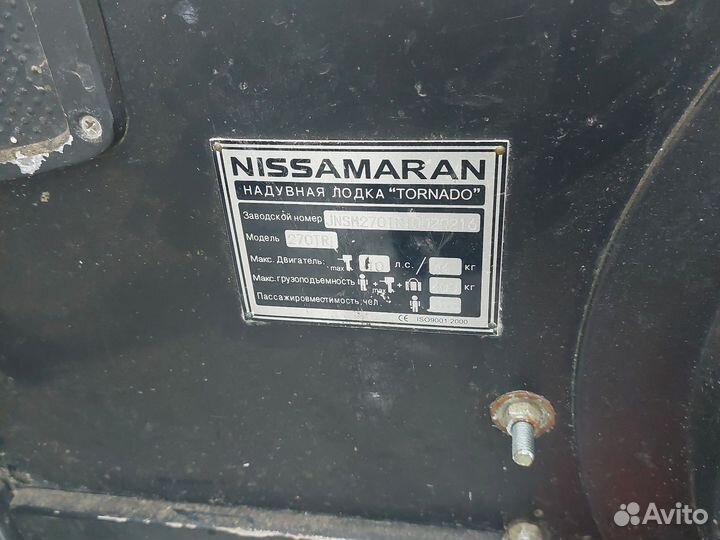 NISSAMARAN
НАДУВНАЯ ЛОДКА "TORNADO"
Заводской номер
Модель 270TR
Макс. Двигатель: max л.с. / кг
Макс.грузоподъемность max + + кг
Пассажировместимость, чел.
CE ISO9001:2000
Avito